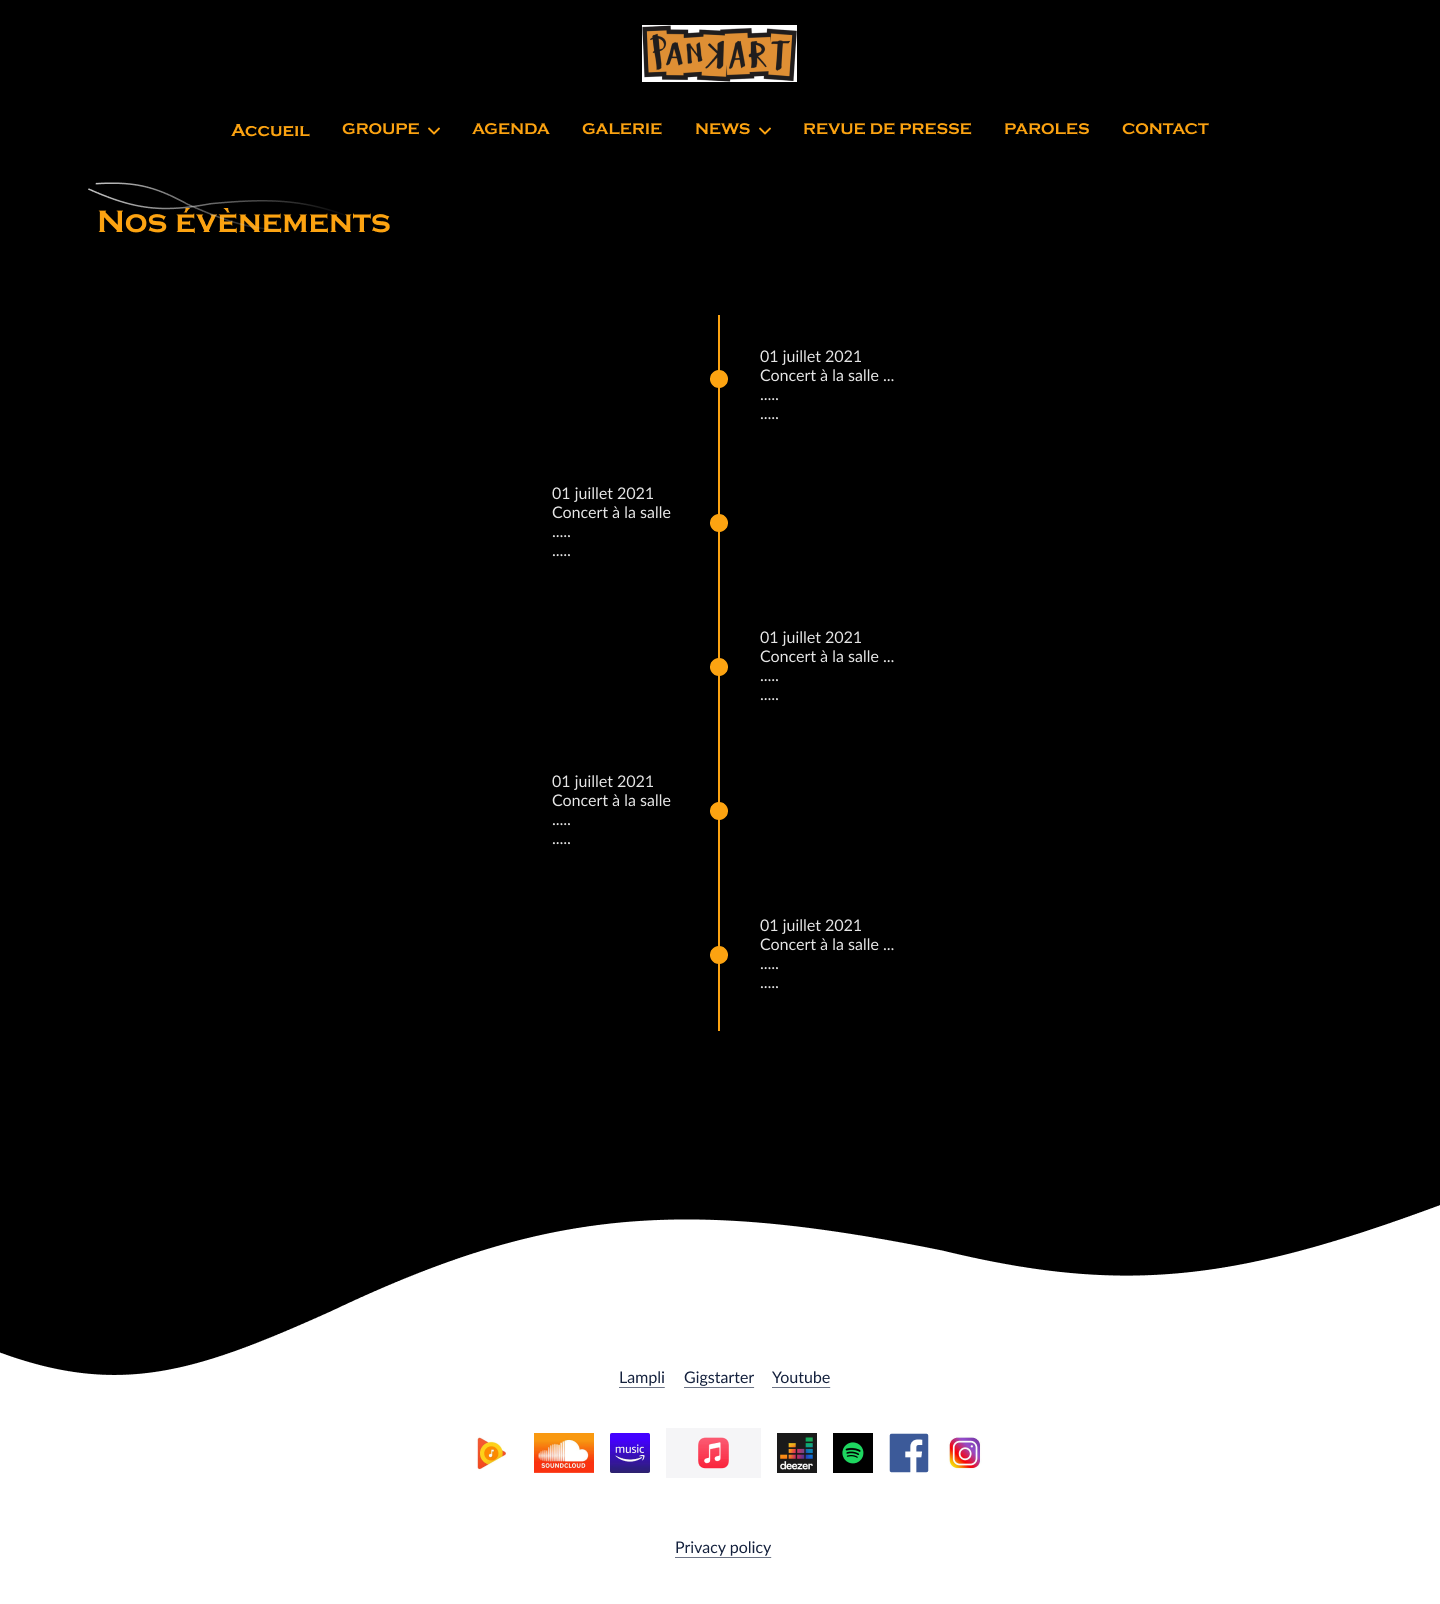 PANKART
ACCUEIL GROUPE AGENDA GALERIE NEWS REVUE DE PRESSE PAROLES CONTACT
NOS ÉVÈNEMENTS
01 juillet 2021
Concert à la salle ...
.....
.....
01 juillet 2021
Concert à la salle
.....
.....
01 juillet 2021
Concert à la salle ...
.....
.....
01 juillet 2021
Concert à la salle
.....
.....
01 juillet 2021
Concert à la salle ...
.....
.....
Lampli Gigstarter Youtube
SOUNDCLOUD music deezer
Privacy policy